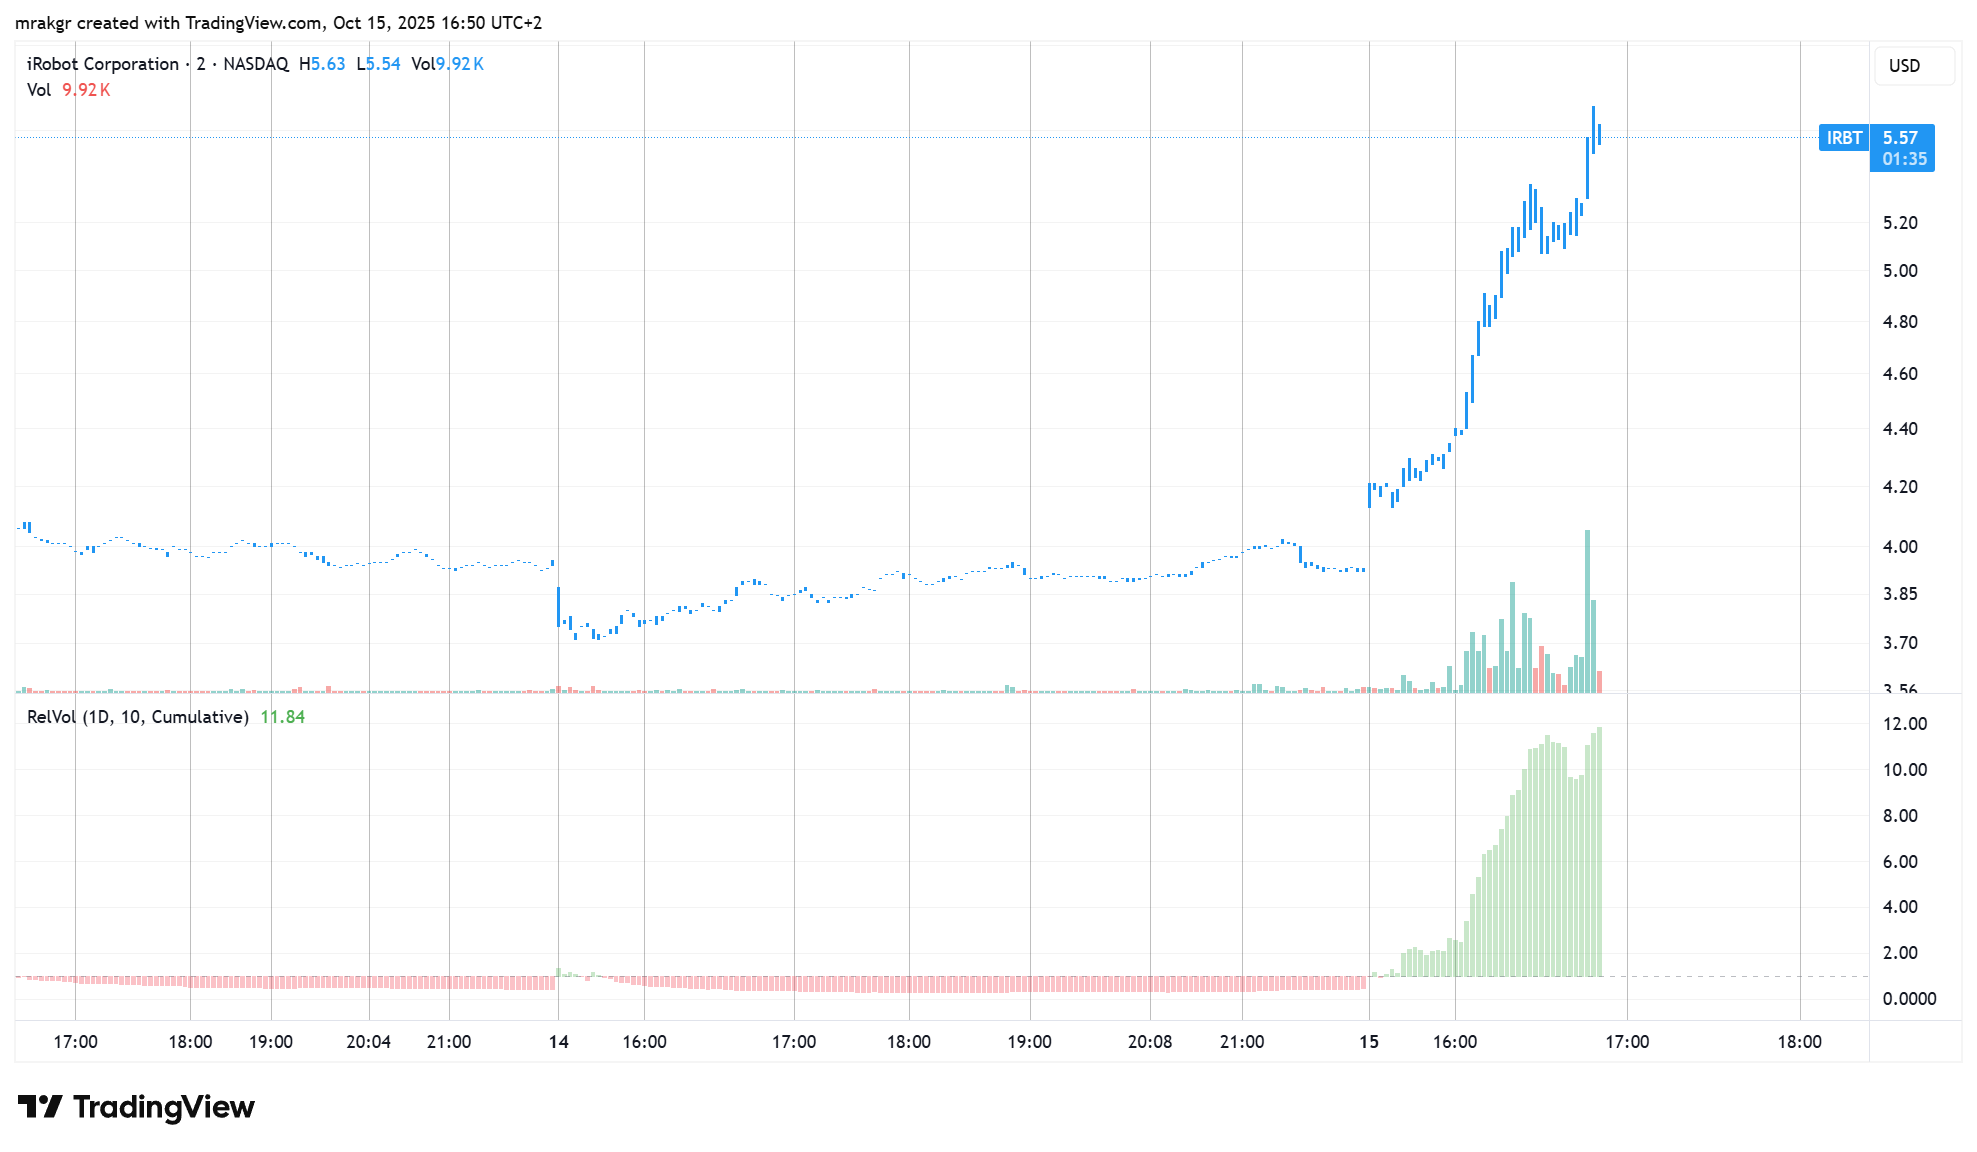 mrakgr created with TradingView.com, Oct 15, 2025 16:50 UTC+2
iRobot Corporation · 2 · NASDAQ H5.63 L5.54 Vol9.92 K
Vol 9.92 K
USD
IRBT 5.57
01:35
5.20
5.00
4.80
4.60
4.40
4.20
4.00
3.85
3.70
3.56
RelVol (1D, 10, Cumulative) 11.84
12.00
10.00
8.00
6.00
4.00
2.00
0.0000
17:00 18:00 19:00 20:04 21:00 14 16:00 17:00 18:00 19:00 20:08 21:00 15 16:00 17:00 18:00
TradingView